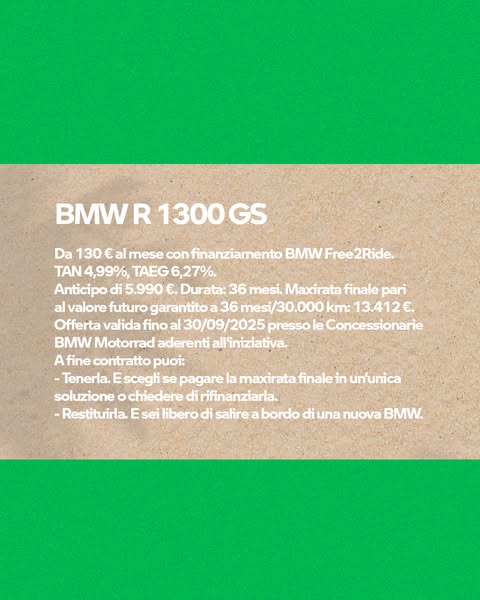 BMW R 1300 GS
Da 130 € al mese con finanziamento BMW Free2Ride.
TAN 4,99%, TAEG 6,27%.
Anticipo di 5.990 €. Durata: 36 mesi. Maxirata finale pari
al valore futuro garantito a 36 mesi/30.000 km: 13.412 €.
Offerta valida fino al 30/09/2025 presso le Concessionarie
BMW Motorrad aderenti all'iniziativa.
A fine contratto puoi:
- Tenerla. E scegli se pagare la maxirata finale in un'unica
soluzione o chiedere di rifinanziarla.
- Restituirla. E sei libero di salire a bordo di una nuova BMW.